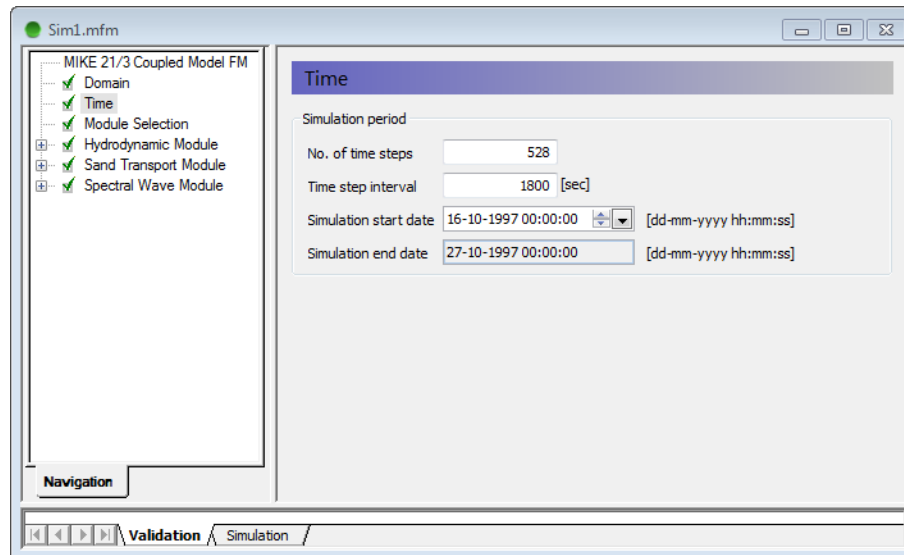 Sim1.mfm
MIKE 21/3 Coupled Model FM
Domain
Time
Module Selection
Hydrodynamic Module
Sand Transport Module
Spectral Wave Module
Navigation
Time
Simulation period
No. of time steps 528
Time step interval 1800 [sec]
Simulation start date 16-10-1997 00:00:00 [dd-mm-yyyy hh:mm:ss]
Simulation end date 27-10-1997 00:00:00 [dd-mm-yyyy hh:mm:ss]
Validation Simulation